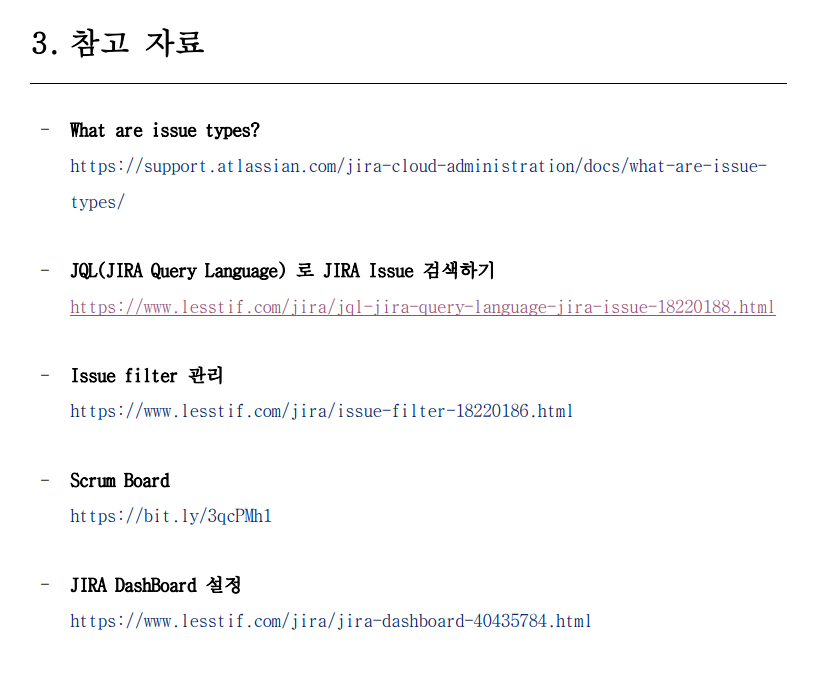 3. 참고 자료
- What are issue types?
https://support.atlassian.com/jira-cloud-administration/docs/what-are-issue-
types/
- JQL(JIRA Query Language) 로 JIRA Issue 검색하기
https://www.lesstif.com/jira/jql-jira-query-language-jira-issue-18220188.html
- Issue filter 관리
https://www.lesstif.com/jira/issue-filter-18220186.html
- Scrum Board
https://bit.ly/3qcPMh1
- JIRA DashBoard 설정
https://www.lesstif.com/jira/jira-dashboard-40435784.html